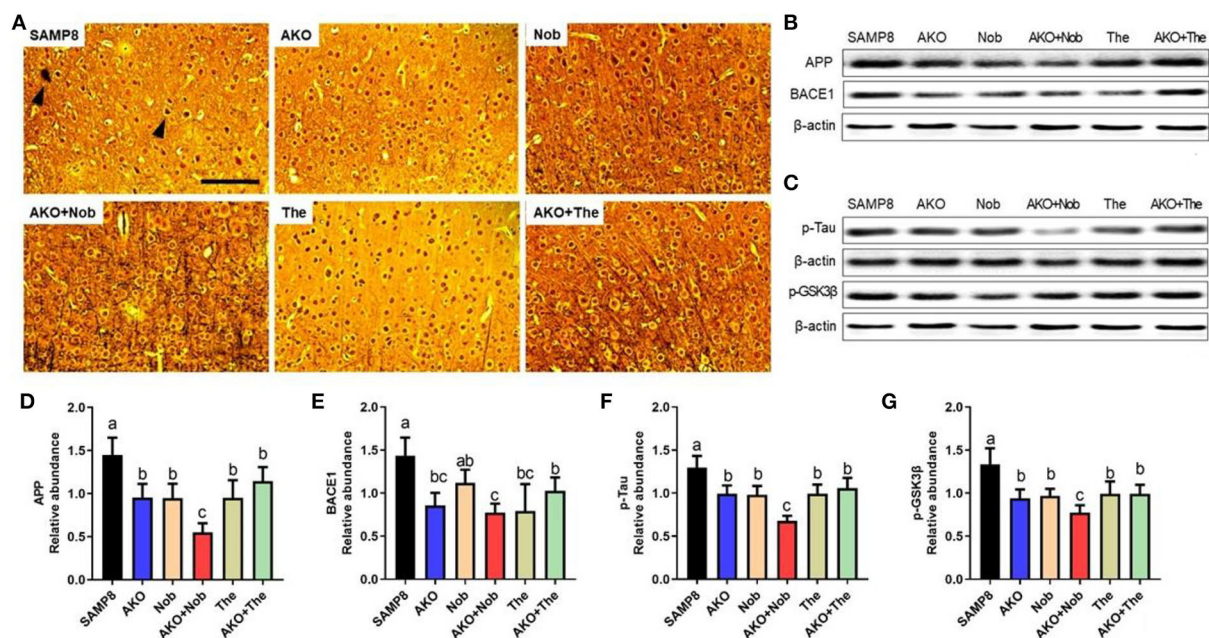 A
SAMP8
AKO
Nob
AKO+Nob
The
AKO+The
B
SAMP8 AKO Nob AKO+Nob The AKO+The
APP
BACE1
β-actin
C
SAMP8 AKO Nob AKO+Nob The AKO+The
p-Tau
β-actin
p-GSK3β
β-actin
D
APP
Relative abundance
2.0
1.5
1.0
0.5
0.0
a
b
b
c
b
b
SAMP8
AKO
Nob
AKO+Nob
The
AKO+The
E
BACE1
Relative abundance
2.0
1.5
1.0
0.5
0.0
a
bc
ab
c
bc
b
SAMP8
AKO
Nob
AKO+Nob
The
AKO+The
F
p-Tau
Relative abundance
2.0
1.5
1.0
0.5
0.0
a
b
b
c
b
b
SAMP8
AKO
Nob
AKO+Nob
The
AKO+The
G
p-GSK3β
Relative abundance
2.0
1.5
1.0
0.5
0.0
a
b
b
c
b
b
SAMP8
AKO
Nob
AKO+Nob
The
AKO+The